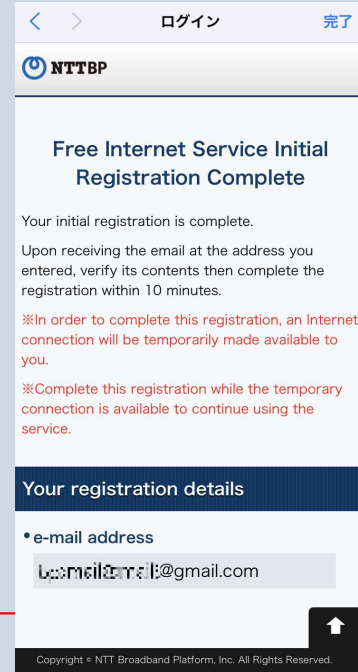 ログイン
完了
NTTBP
Free Internet Service Initial
Registration Complete
Your initial registration is complete.
Upon receiving the email at the address you
entered, verify its contents then complete the
registration within 10 minutes.
※In order to complete this registration, an Internet
connection will be temporarily made available to
you.
※Complete this registration while the temporary
connection is available to continue using the
service.
Your registration details
•e-mail address
@gmail.com
Copyright © NTT Broadband Platform, Inc. All Rights Reserved.